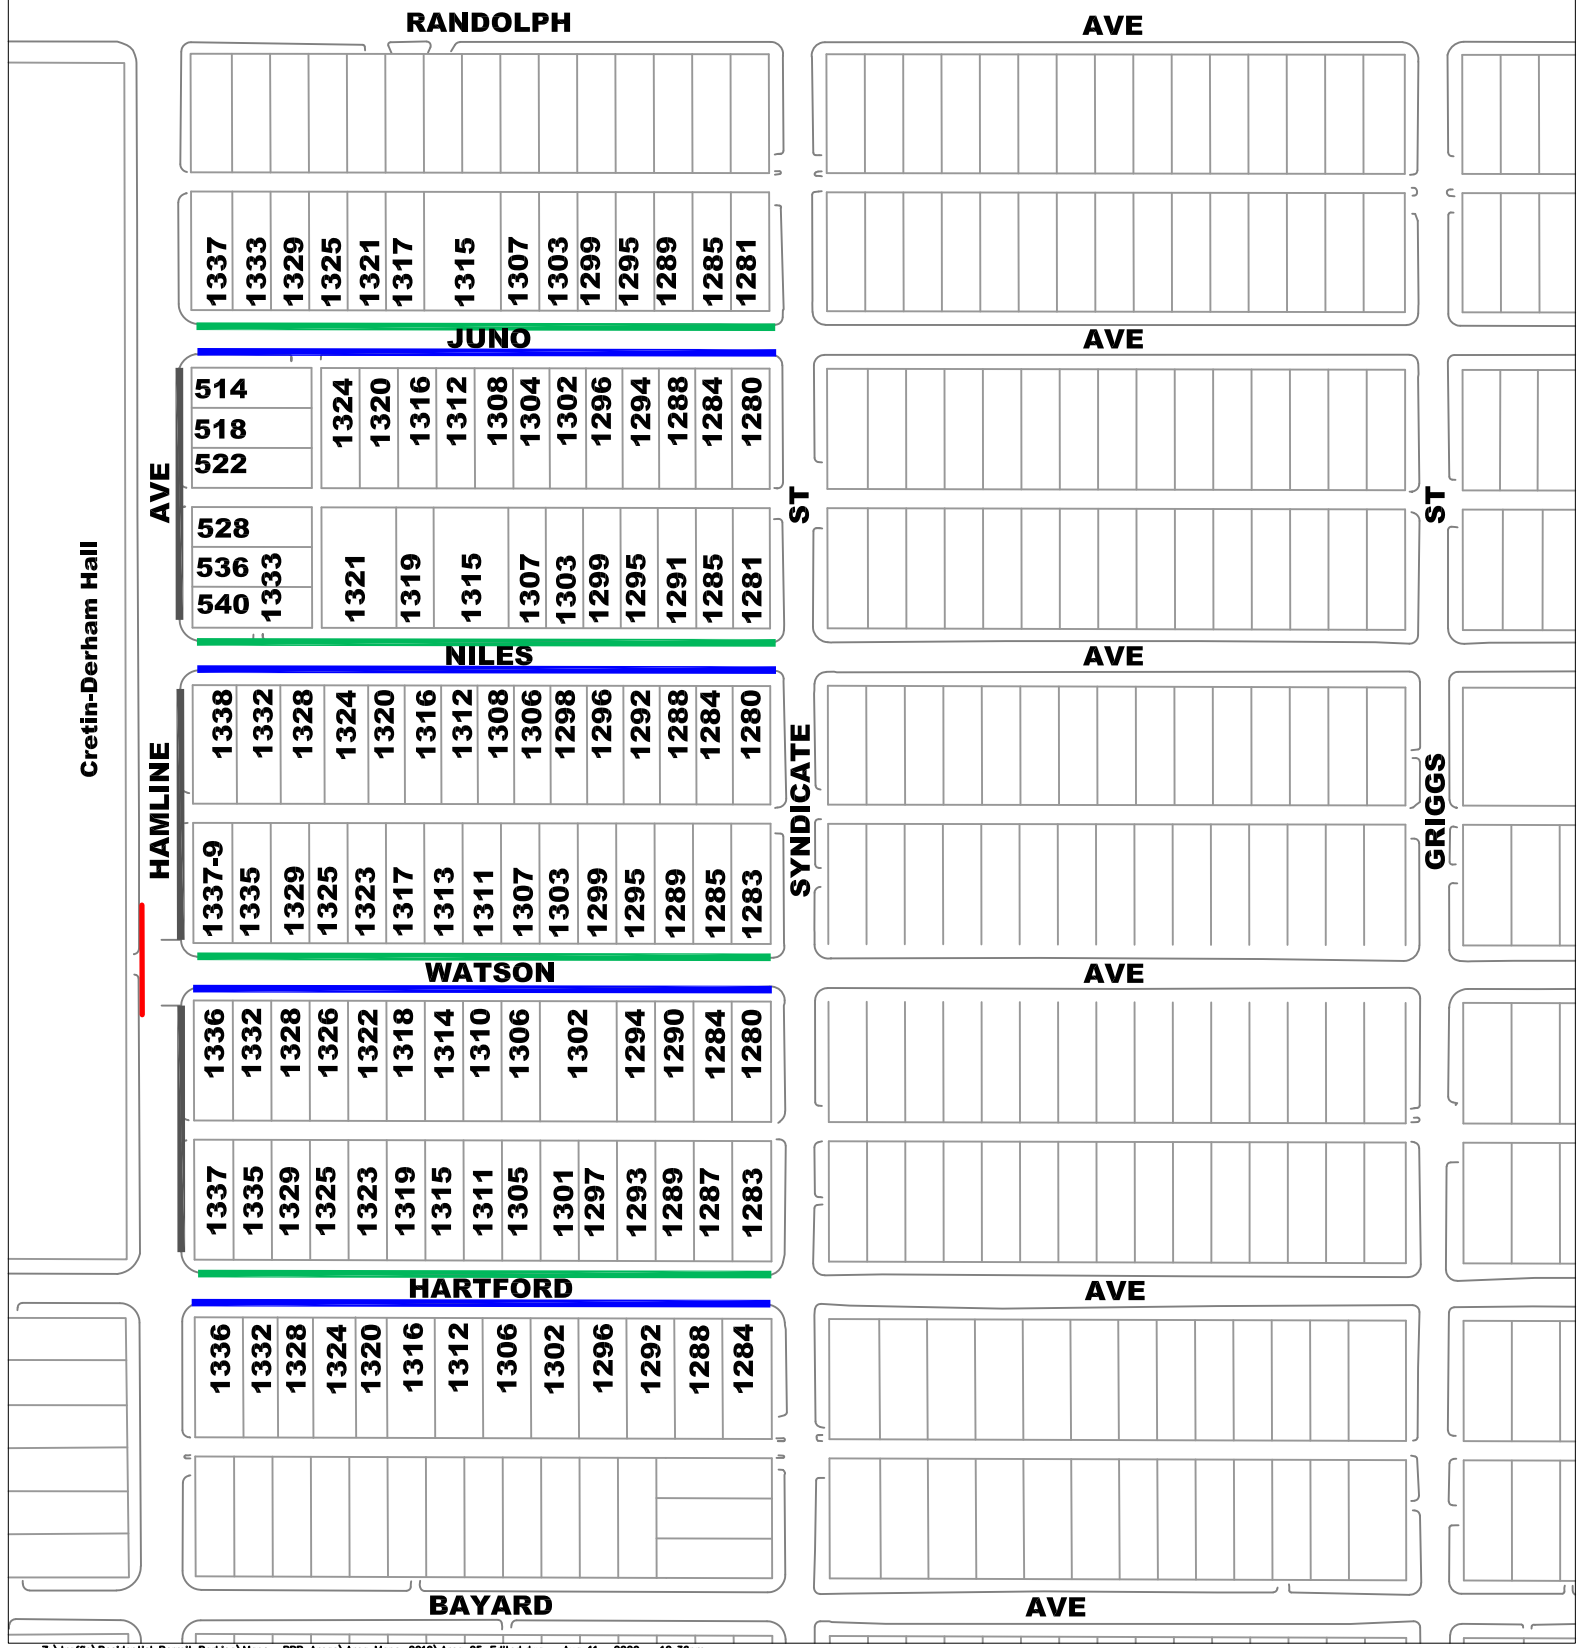 RANDOLPH AVE
1337 1333 1329 1325 1321 1317 1315 1307 1303 1299 1295 1289 1285 1281
JUNO AVE
514
518
522
1324 1320 1316 1312 1308 1304 1302 1296 1294 1288 1284 1280
528
536
540
1333 1321 1319 1315 1307 1303 1299 1295 1291 1285 1281
NILES AVE
1338 1332 1328 1324 1320 1316 1312 1308 1306 1298 1296 1292 1288 1284 1280
1337-9 1335 1329 1325 1323 1317 1313 1311 1307 1303 1299 1295 1289 1285 1283
WATSON AVE
1336 1332 1328 1326 1322 1318 1314 1310 1306 1302 1294 1290 1284 1280
1337 1335 1329 1325 1323 1319 1315 1311 1305 1301 1297 1293 1289 1287 1283
HARTFORD AVE
1336 1332 1328 1324 1320 1316 1312 1306 1302 1296 1292 1288 1284
BAYARD AVE
Cretin-Derham Hall
HAMLINE AVE
SYNDICATE ST
GRIGGS ST